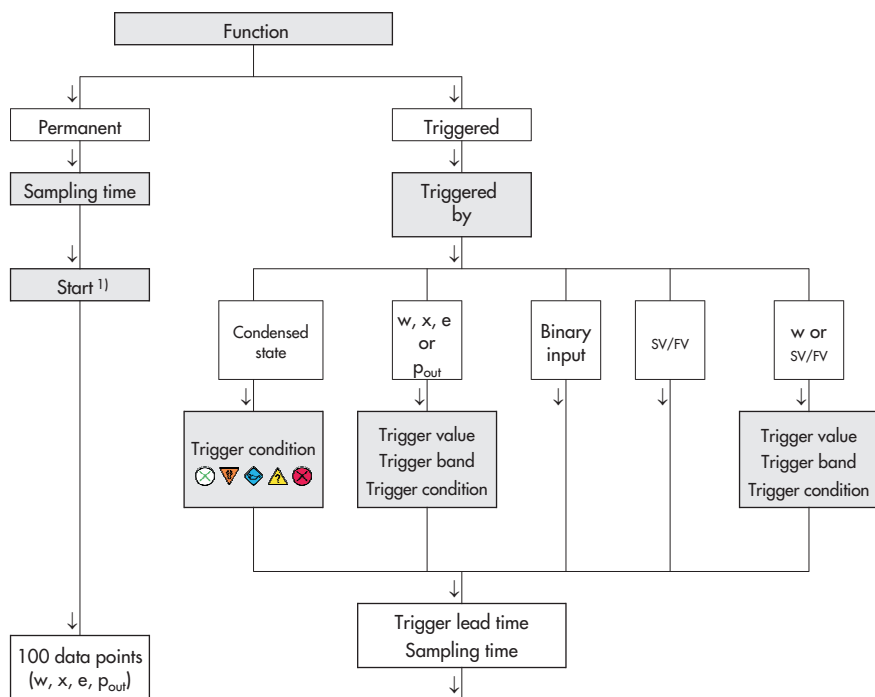 Function
Permanent
Triggered
Sampling time
Triggered
by
Start 1)
Condensed
state
w, x, e
or
pout
Binary
input
SV/FV
w or
SV/FV
Trigger condition
?
Trigger value
Trigger band
Trigger condition
Trigger value
Trigger band
Trigger condition
Trigger lead time
Sampling time
100 data points
(w, x, e, pout)